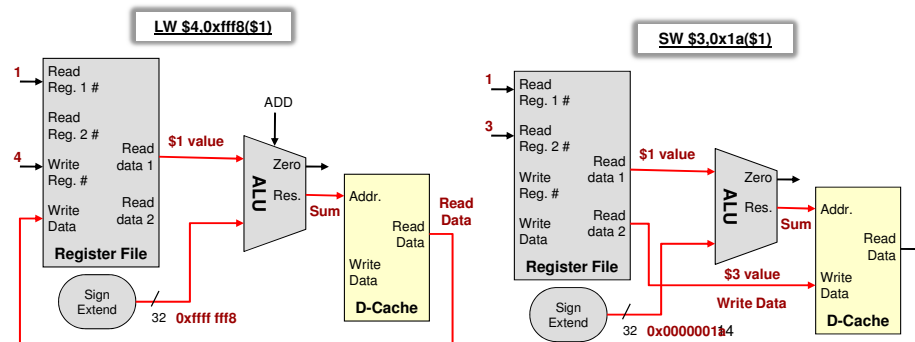 LW $4,0xfff8($1)
1
Read
Reg. 1 #
Read
Reg. 2 #
4
Write
Reg. #
Write
Data
Read
data 1
Read
data 2
Register File
$1 value
ADD
Zero
ALU
Res.
Sum
Addr.
Read
Data
Write
Data
D-Cache
Read
Data
Sign
Extend
32
0xffff fff8
SW $3,0x1a($1)
1
Read
Reg. 1 #
3
Read
Reg. 2 #
Write
Reg. #
Write
Data
Read
data 1
Read
data 2
Register File
$1 value
Zero
ALU
Res.
Sum
Addr.
Read
Data
Write
Data
D-Cache
$3 value
Write Data
Sign
Extend
32
0x0000001a
14